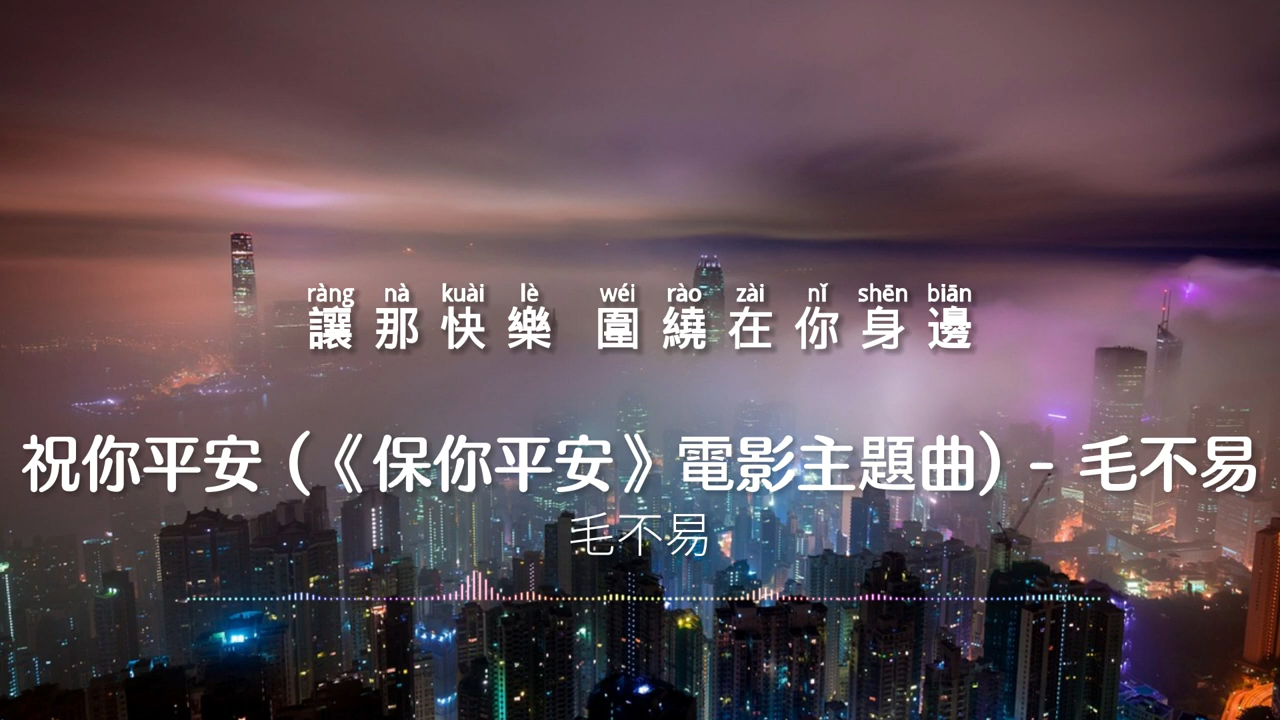 ràng nà kuài lè wéi rào zài nǐ shēn biān
讓那快樂 圍繞在你身邊
祝你平安 (《保你平安》電影主題曲) - 毛不易
毛不易